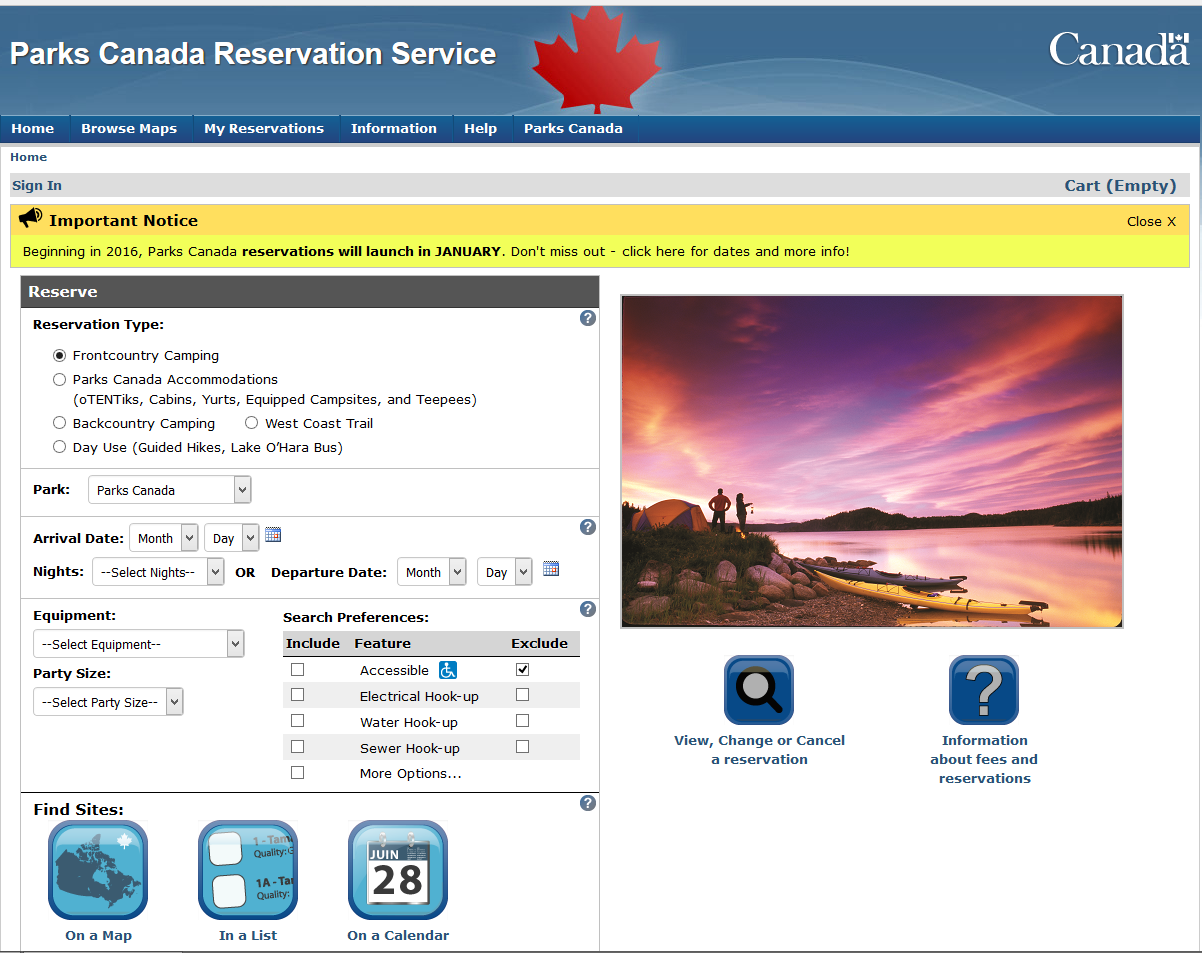 Parks Canada Reservation Service
Canada
Home Browse Maps My Reservations Information Help Parks Canada
Home
Sign In Cart (Empty)
Important Notice Close X
Beginning in 2016, Parks Canada reservations will launch in JANUARY. Don't miss out - click here for dates and more info!
Reserve
Reservation Type: ?
Frontcountry Camping
Parks Canada Accommodations
(oTENTiks, Cabins, Yurts, Equipped Campsites, and Teepees)
Backcountry Camping West Coast Trail
Day Use (Guided Hikes, Lake O'Hara Bus)
Park: Parks Canada
Arrival Date: Month Day ?
Nights: --Select Nights-- OR Departure Date: Month Day
Equipment: ?
--Select Equipment--
Party Size:
--Select Party Size--
Search Preferences:
Include Feature Exclude
Accessible
Electrical Hook-up
Water Hook-up
Sewer Hook-up
More Options...
?
View, Change or Cancel
a reservation
Information
about fees and
reservations
Find Sites: ?
1 - Tam
Quality:G
1A - Tar
Quality:
JUIN
28
On a Map In a List On a Calendar